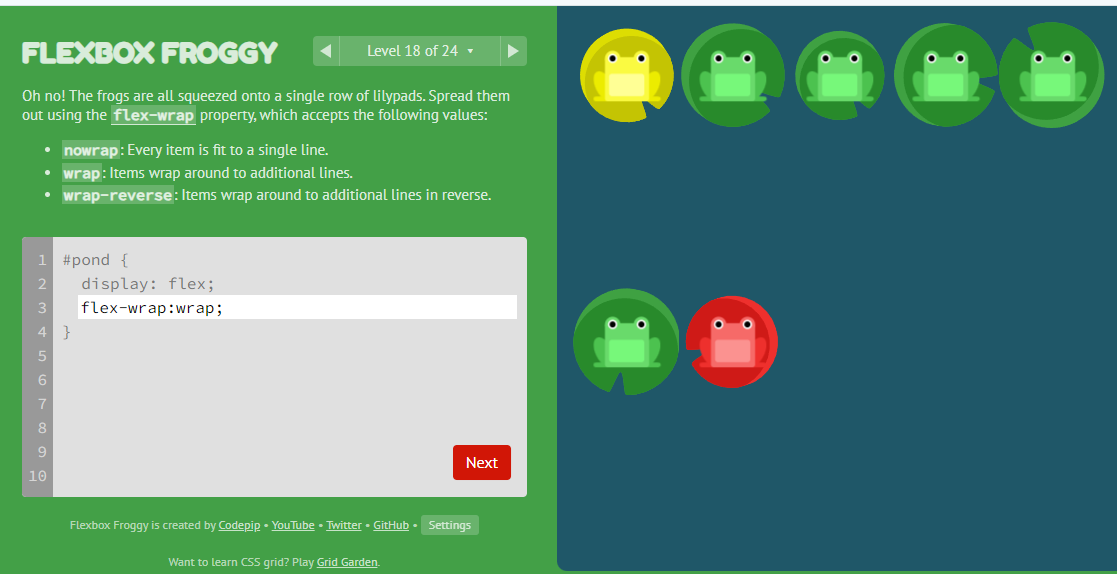 FLEXBOX FROGGY
Level 18 of 24
Oh no! The frogs are all squeezed onto a single row of lilypads. Spread them
out using the flex-wrap property, which accepts the following values:
• nowrap: Every item is fit to a single line.
• wrap: Items wrap around to additional lines.
• wrap-reverse: Items wrap around to additional lines in reverse.
1 #pond {
2 display: flex;
3 flex-wrap:wrap;
4 }
5
6
7
8
9
10
Next
Flexbox Froggy is created by Codepip • YouTube • Twitter • GitHub • Settings
Want to learn CSS grid? Play Grid Garden.